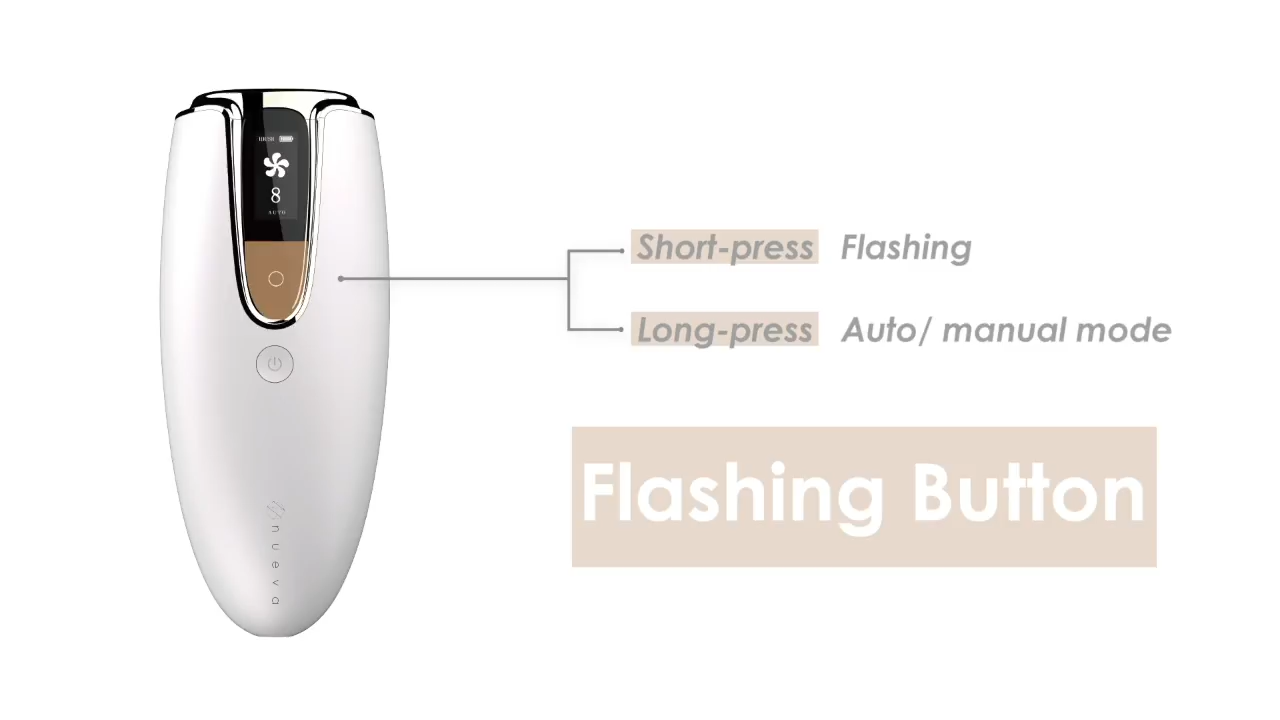 8
AUTO
Short-press Flashing
Long-press Auto/ manual mode
Flashing Button
nueva